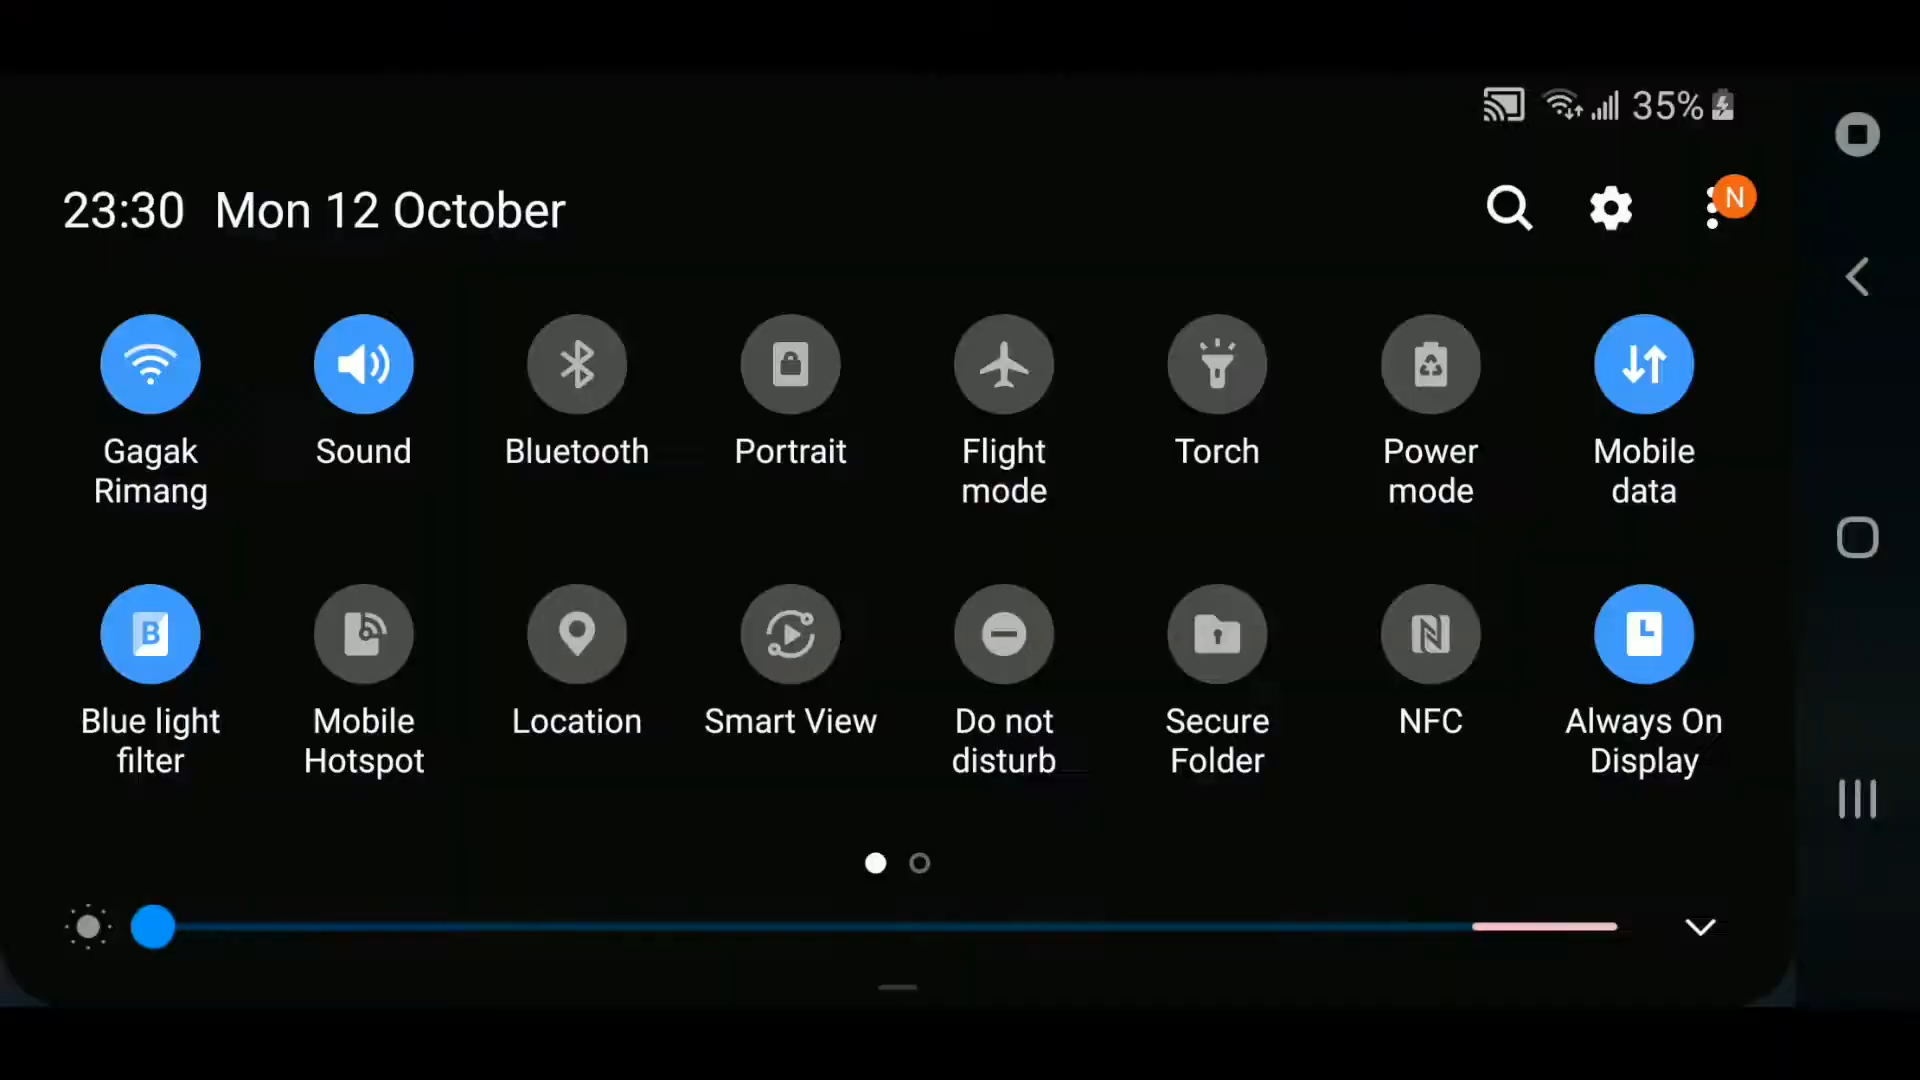 35%
23:30 Mon 12 October
N
Gagak
Rimang
Sound
Bluetooth
Portrait
Flight
mode
Torch
Power
mode
Mobile
data
B
Blue light
filter
Mobile
Hotspot
Location
Smart View
Do not
disturb
Secure
Folder
NFC
Always On
Display